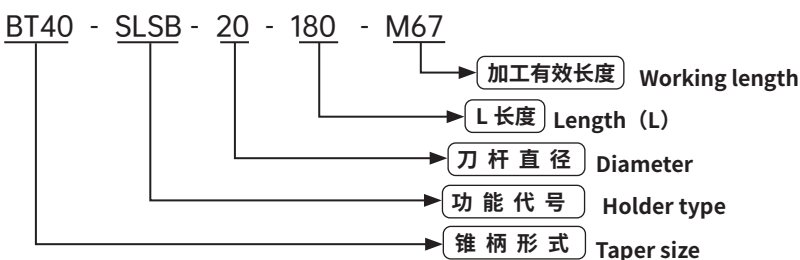 BT40 - SLSB - 20 - 180 - M67
加工有效长度 Working length
L 长度 Length（L）
刀 杆 直 径 Diameter
功 能 代 号 Holder type
锥 柄 形 式 Taper size